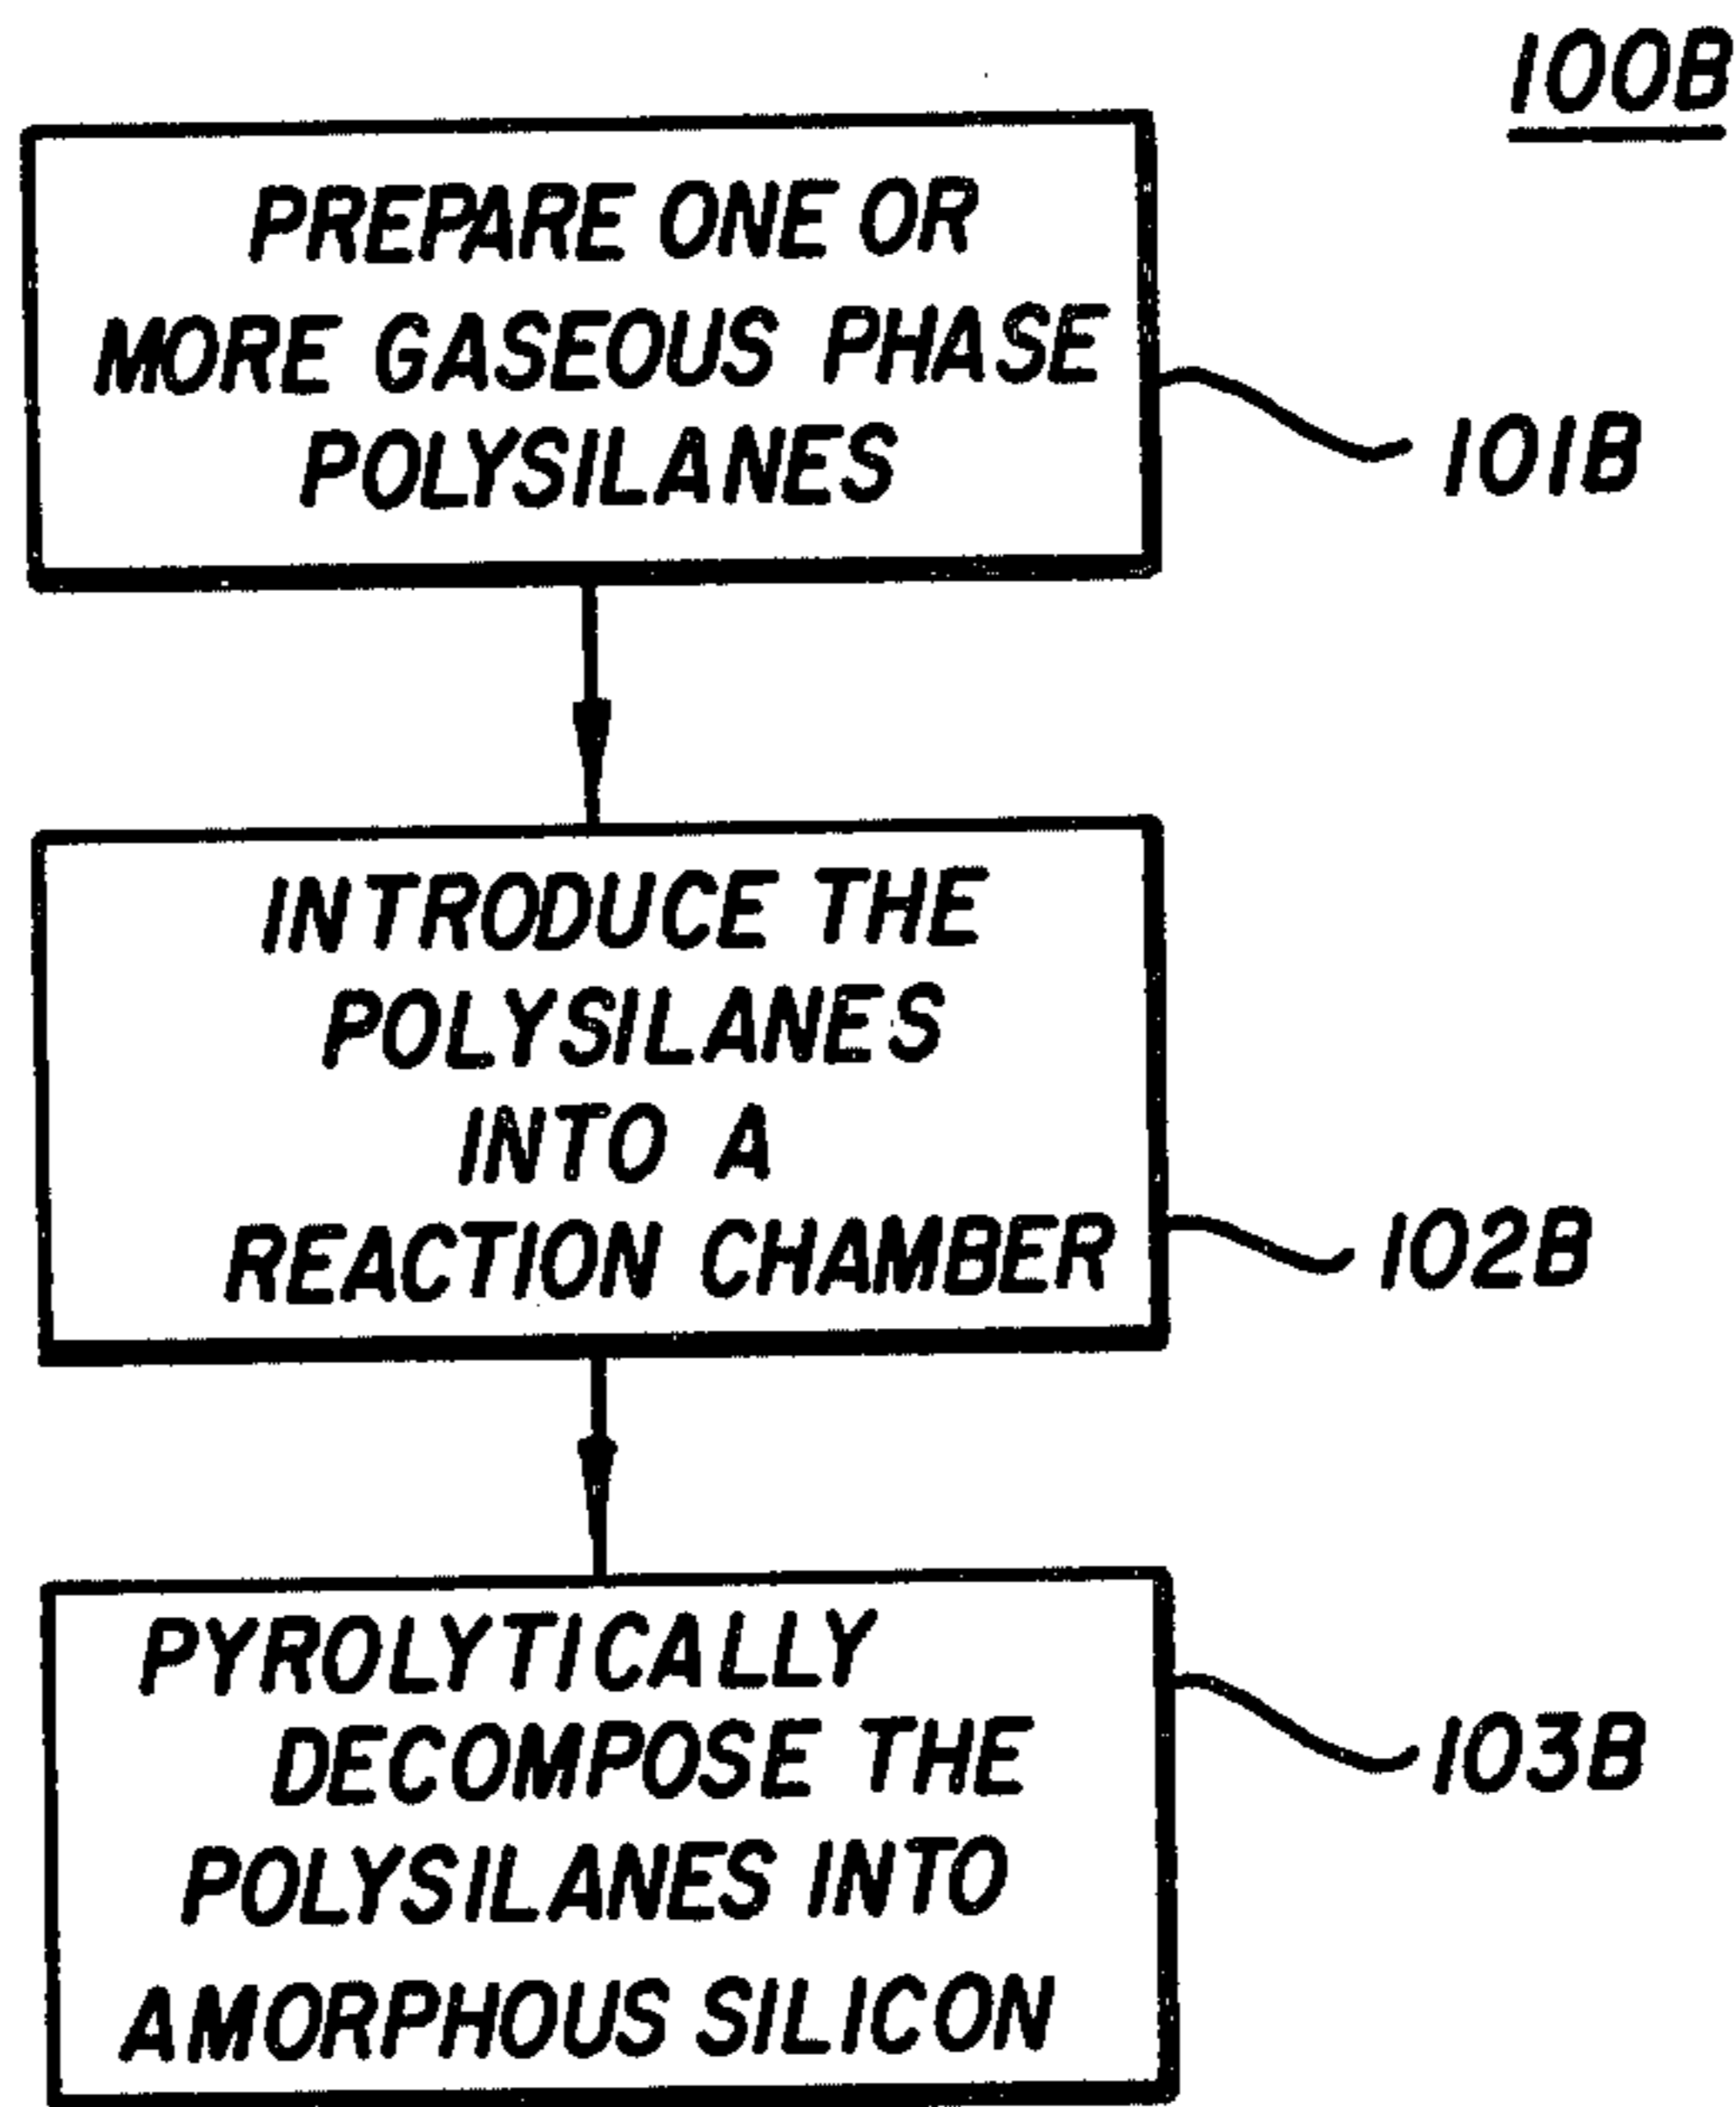 100B
PREPARE ONE OR
MORE GASEOUS PHASE
POLYSILANES
101B
INTRODUCE THE
POLYSILANES
INTO A
REACTION CHAMBER
102B
PYROLYTICALLY
DECOMPOSE THE
POLYSILANES INTO
AMORPHOUS SILICON
103B